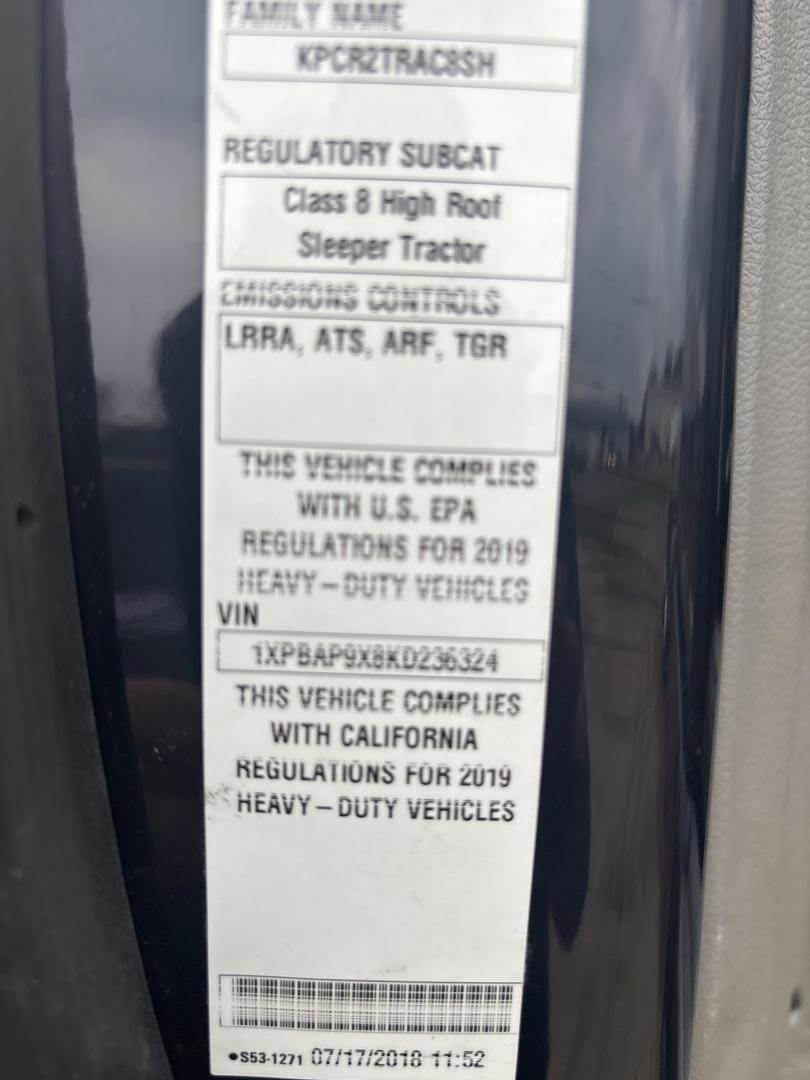 FAMILY NAME
KPCR2TRAC8SH
REGULATORY SUBCAT
Class 8 High Roof
Sleeper Tractor
EMISSIONS CONTROLS
LRRA, ATS, ARF, TGR
THIS VEHICLE COMPLIES
WITH U.S. EPA
REGULATIONS FOR 2019
HEAVY-DUTY VEHICLES
VIN
1XPBAP9X8KD236324
THIS VEHICLE COMPLIES
WITH CALIFORNIA
REGULATIONS FOR 2019
HEAVY-DUTY VEHICLES
•S53-1271 07/17/2018 11:52